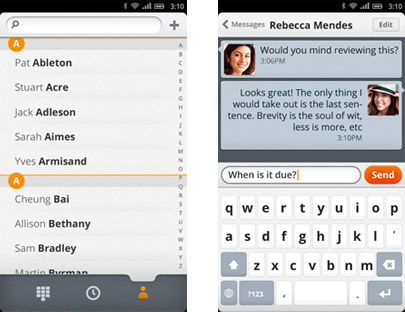 3:10
A
Pat Ableton
Stuart Acre
Jack Adleson
Sarah Aimes
Yves Armisand
A
Cheung Bai
Allison Bethany
Sam Bradley
Martin Byrman
A
B
C
D
E
F
G
H
I
J
K
L
M
N
O
P
Q
R
S
T
U
V
W
X
Y
Z
3:10
Messages
Rebecca Mendes
Edit
Would you mind reviewing this?
3:06PM
Looks great! The only thing I
would take out is the last sen-
tence. Brevity is the soul of wit,
less is more, etc
3:10PM
When is it due?
Send
q w e r t y u i o p
a s d f g h j k l
z x c v b n m
?123 , .